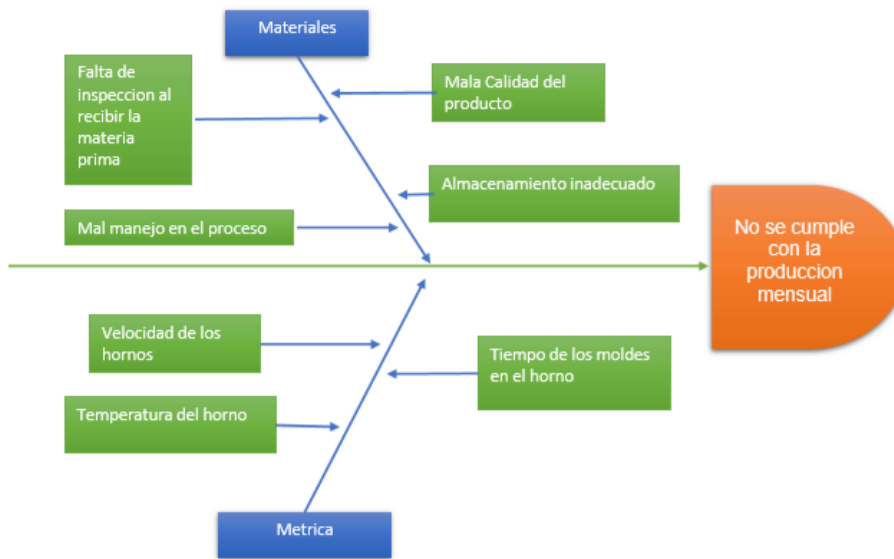 Materiales
Falta de
inspeccion al
recibir la
materia
prima
Mala Calidad del
producto
Almacenamiento inadecuado
Mal manejo en el proceso
No se cumple
con la
produccion
mensual
Velocidad de los
hornos
Tiempo de los moldes
en el horno
Temperatura del horno
Metrica